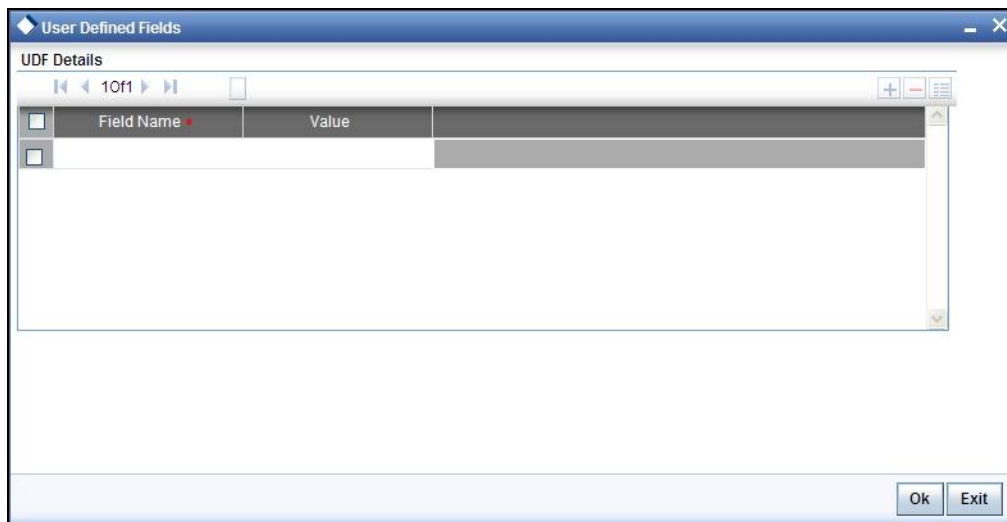 User Defined Fields
UDF Details
1Of1
Field Name Value
Ok Exit